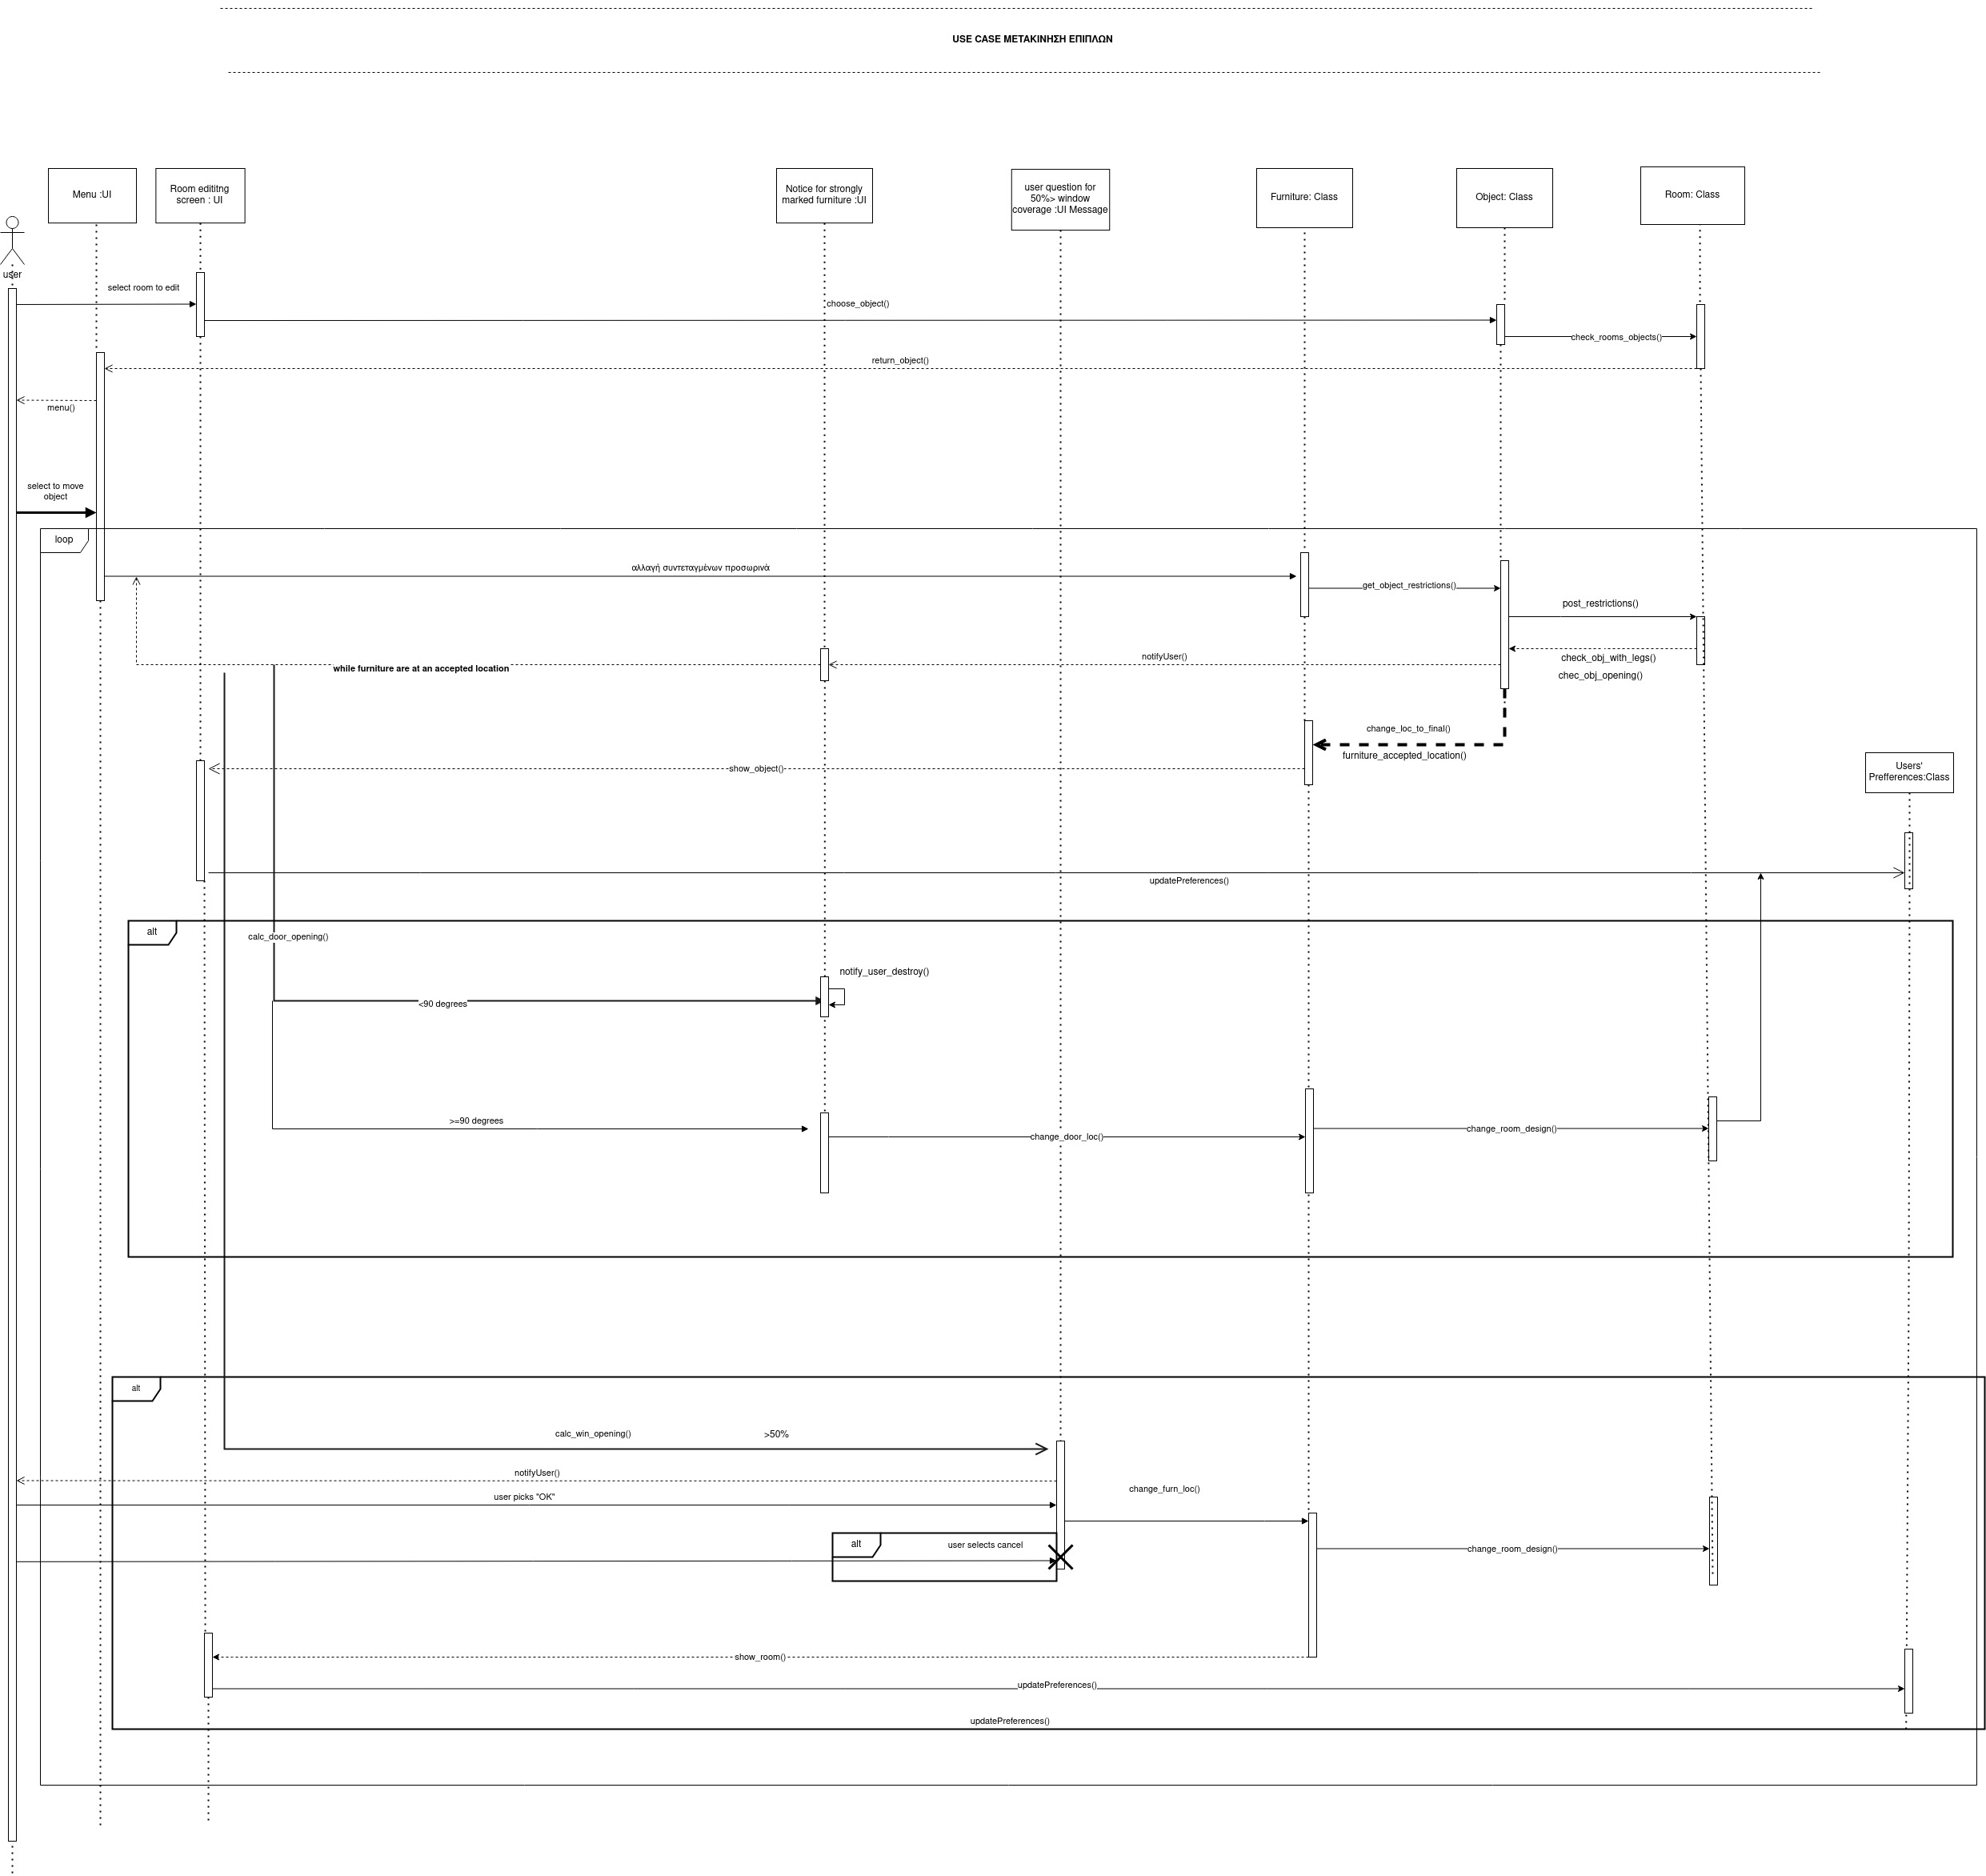 USE CASE ΜΕΤΑΚΙΝΗΣΗ ΕΠΙΠΛΩΝ
Menu :UI
Room edititng
screen : UI
Notice for strongly
marked furniture :UI
user question for
50%> window
coverage :UI Message
Furniture: Class
Object: Class
Room: Class
user
select room to edit
choose_object()
check_rooms_objects()
return_object()
menu()
select to move
object
loop
αλλαγή συντεταγμένων προσωρινά
get_object_restrictions()
post_restrictions()
notifyUser()
check_obj_with_legs()
while furniture are at an accepted location
chec_obj_opening()
change_loc_to_final()
furniture_accepted_location()
show_object()
Users'
Prefferences:Class
updatePreferences()
alt
calc_door_opening()
notify_user_destroy()
<90 degrees
>=90 degrees
change_door_loc()
change_room_design()
alt
calc_win_opening()
>50%
notifyUser()
change_furn_loc()
user picks "OK"
alt
user selects cancel
change_room_design()
show_room()
updatePreferences()
updatePreferences()